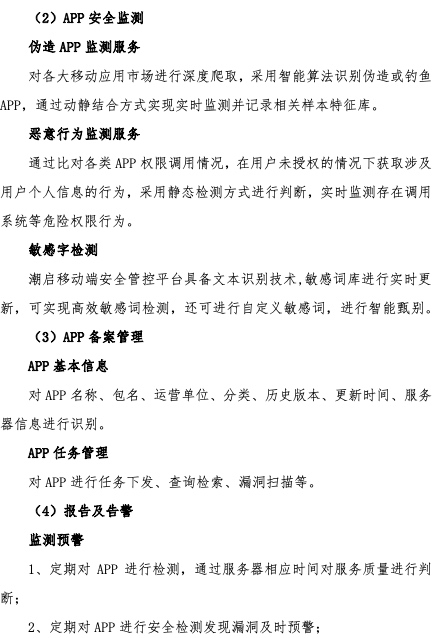 （2）APP 安全监测
伪造 APP 监测服务
对各大移动应用市场进行深度爬取，采用智能算法识别伪造或钓鱼
APP，通过动静结合方式实现实时监测并记录相关样本特征库。
恶意行为监测服务
通过比对各类 APP 权限调用情况，在用户未授权的情况下获取涉及
用户个人信息的行为，采用静态检测方式进行判断，实时监测存在调用
系统等危险权限行为。
敏感字检测
潮启移动端安全管控平台具备文本识别技术,敏感词库进行实时更
新，可实现高效敏感词检测，还可进行自定义敏感词，进行智能甄别。
（3）APP 备案管理
APP 基本信息
对 APP 名称、包名、运营单位、分类、历史版本、更新时间、服务
器信息进行识别。
APP 任务管理
对 APP 进行任务下发、查询检索、漏洞扫描等。
（4）报告及告警
监测预警
1、定期对 APP 进行检测，通过服务器相应时间对服务质量进行判
断；
2、定期对 APP 进行安全检测发现漏洞及时预警；